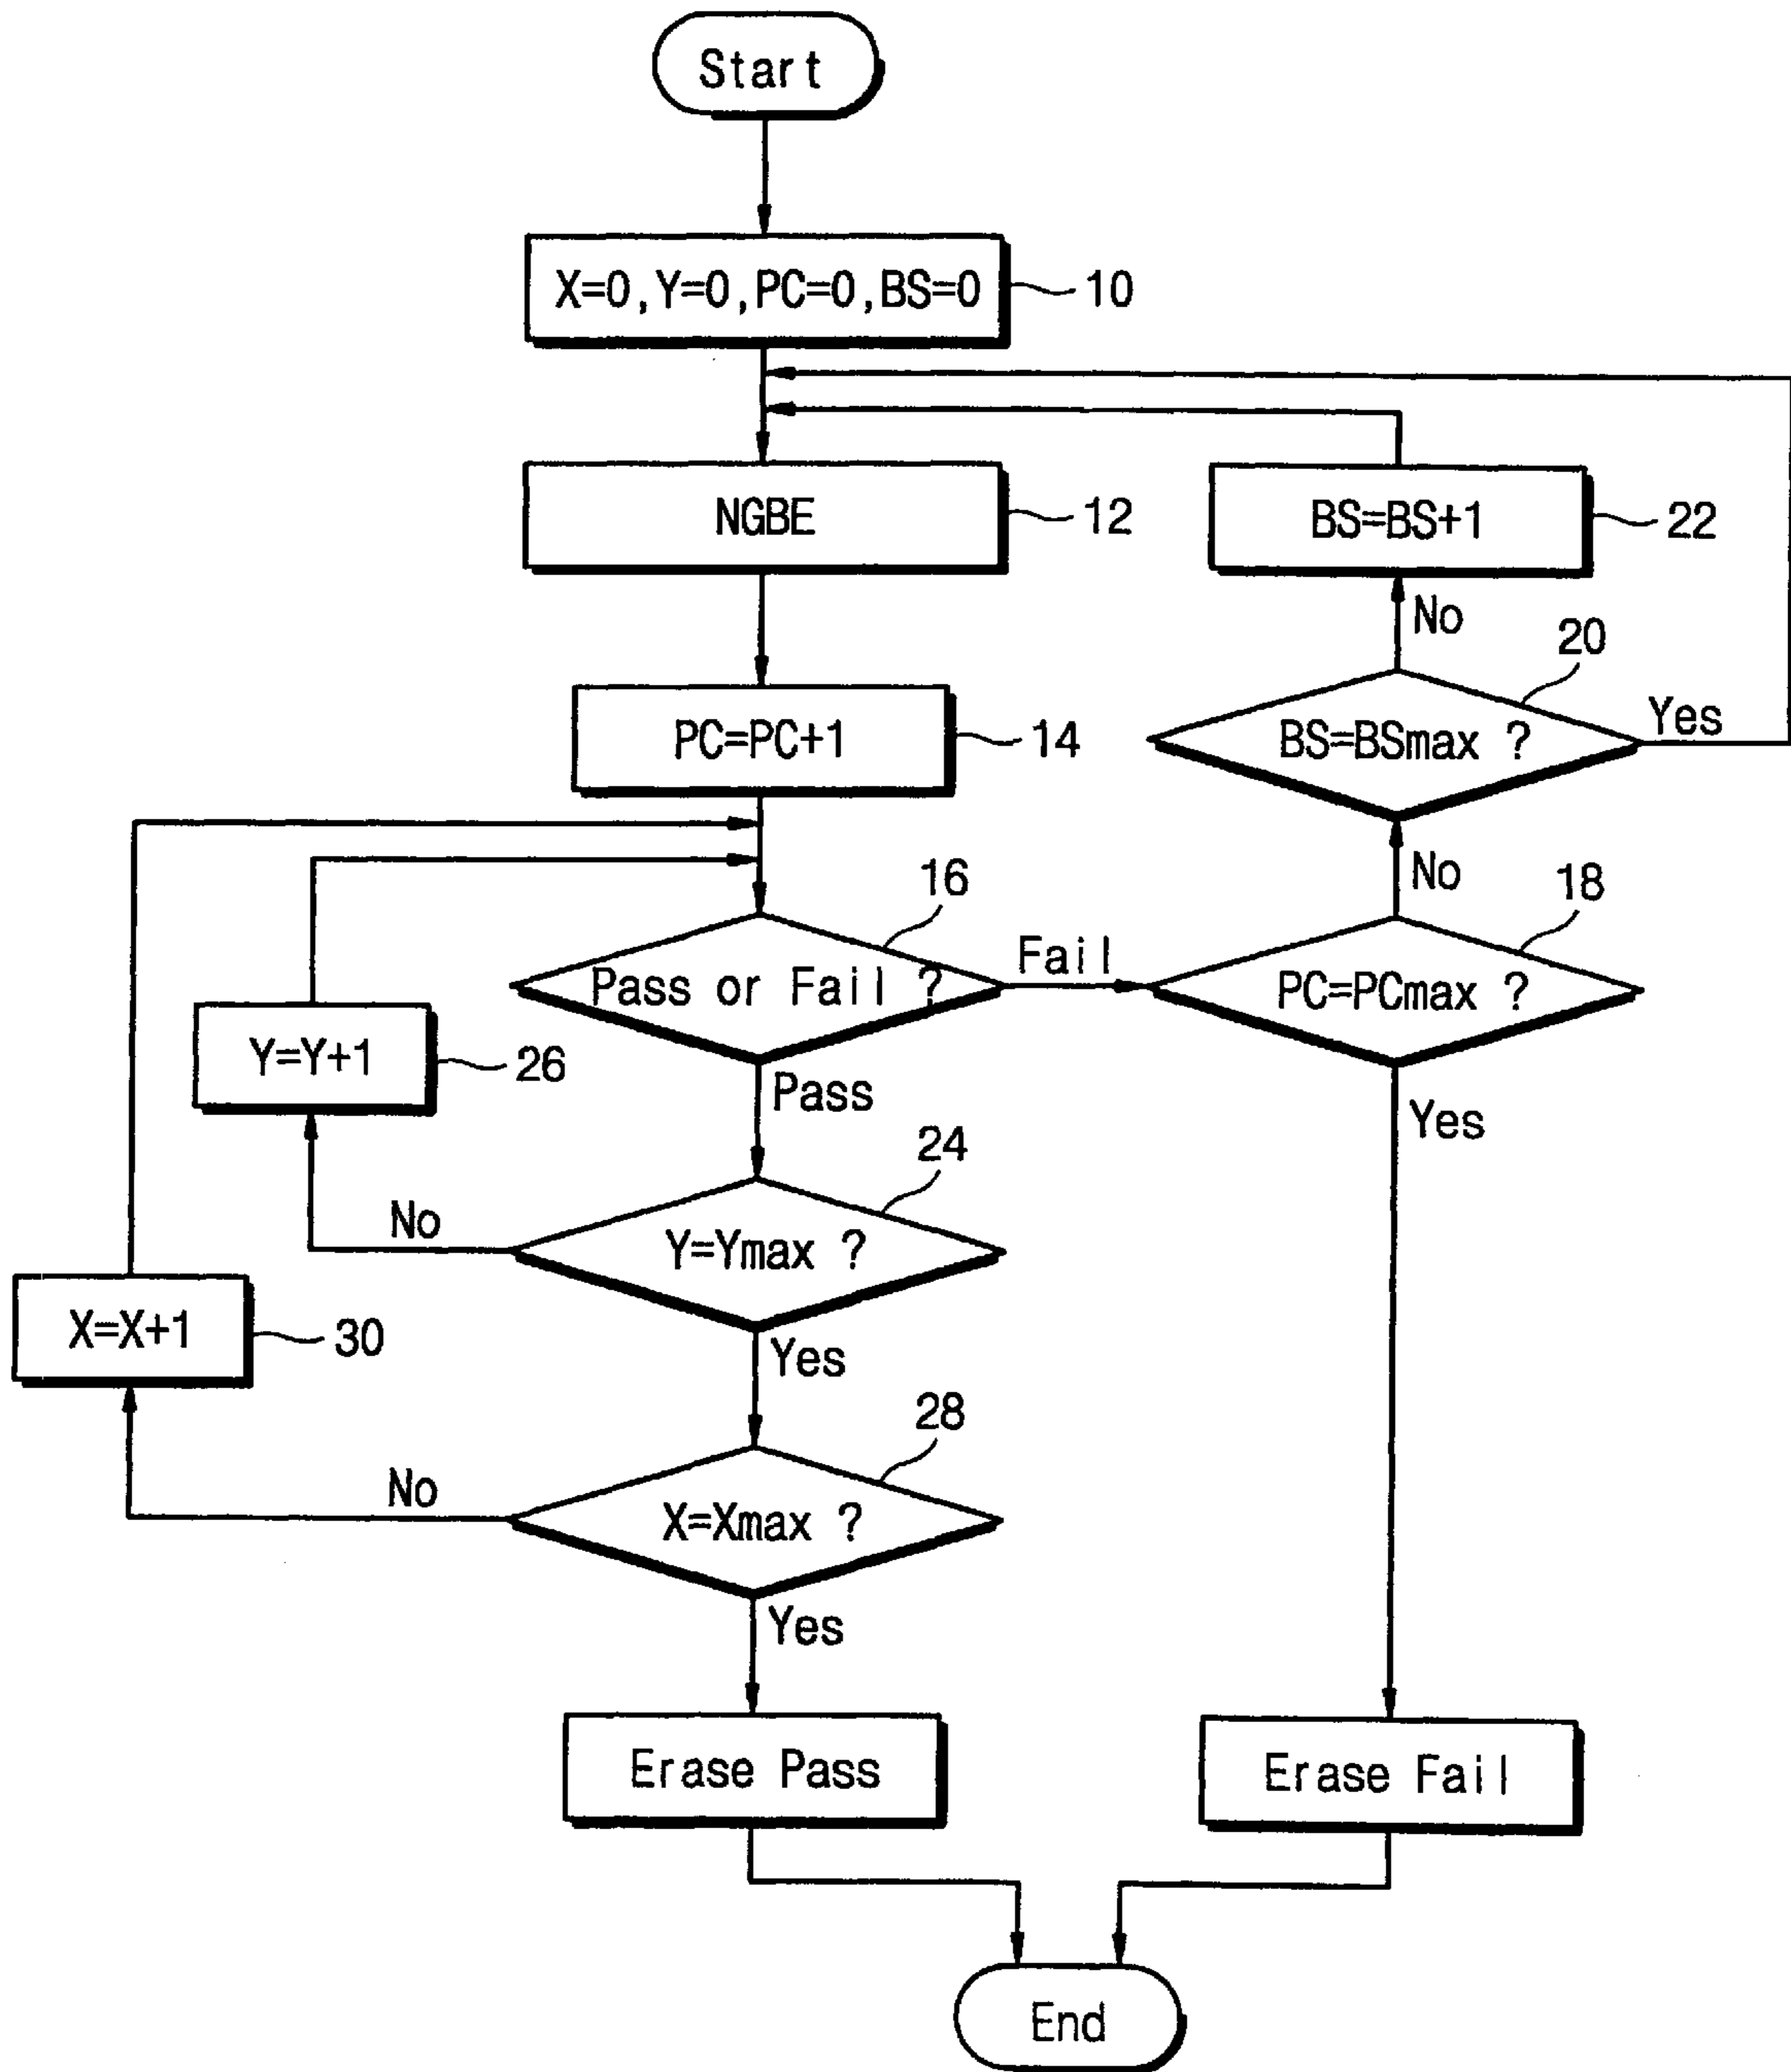 Start
X=0,Y=0,PC=0,BS=0
10
NGBE
12
BS=BS+1
22
No
20
PC=PC+1
14
BS=BSmax ?
Yes
No
16
18
Pass or Fail ?
Fail
PC=PCmax ?
Y=Y+1
26
Pass
Yes
24
No
Y=Ymax ?
X=X+1
30
Yes
28
No
X=Xmax ?
Yes
Erase Pass
Erase Fail
End